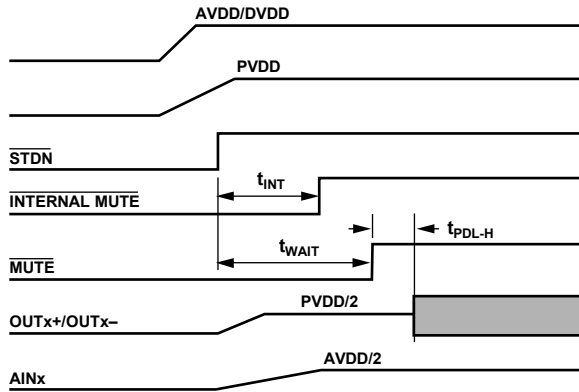 AVDD/DVDD
PVDD
STDN
tINT
INTERNAL MUTE
tPDL-H
tWAIT
MUTE
PVDD/2
OUTx+/OUTx–
AVDD/2
AINx